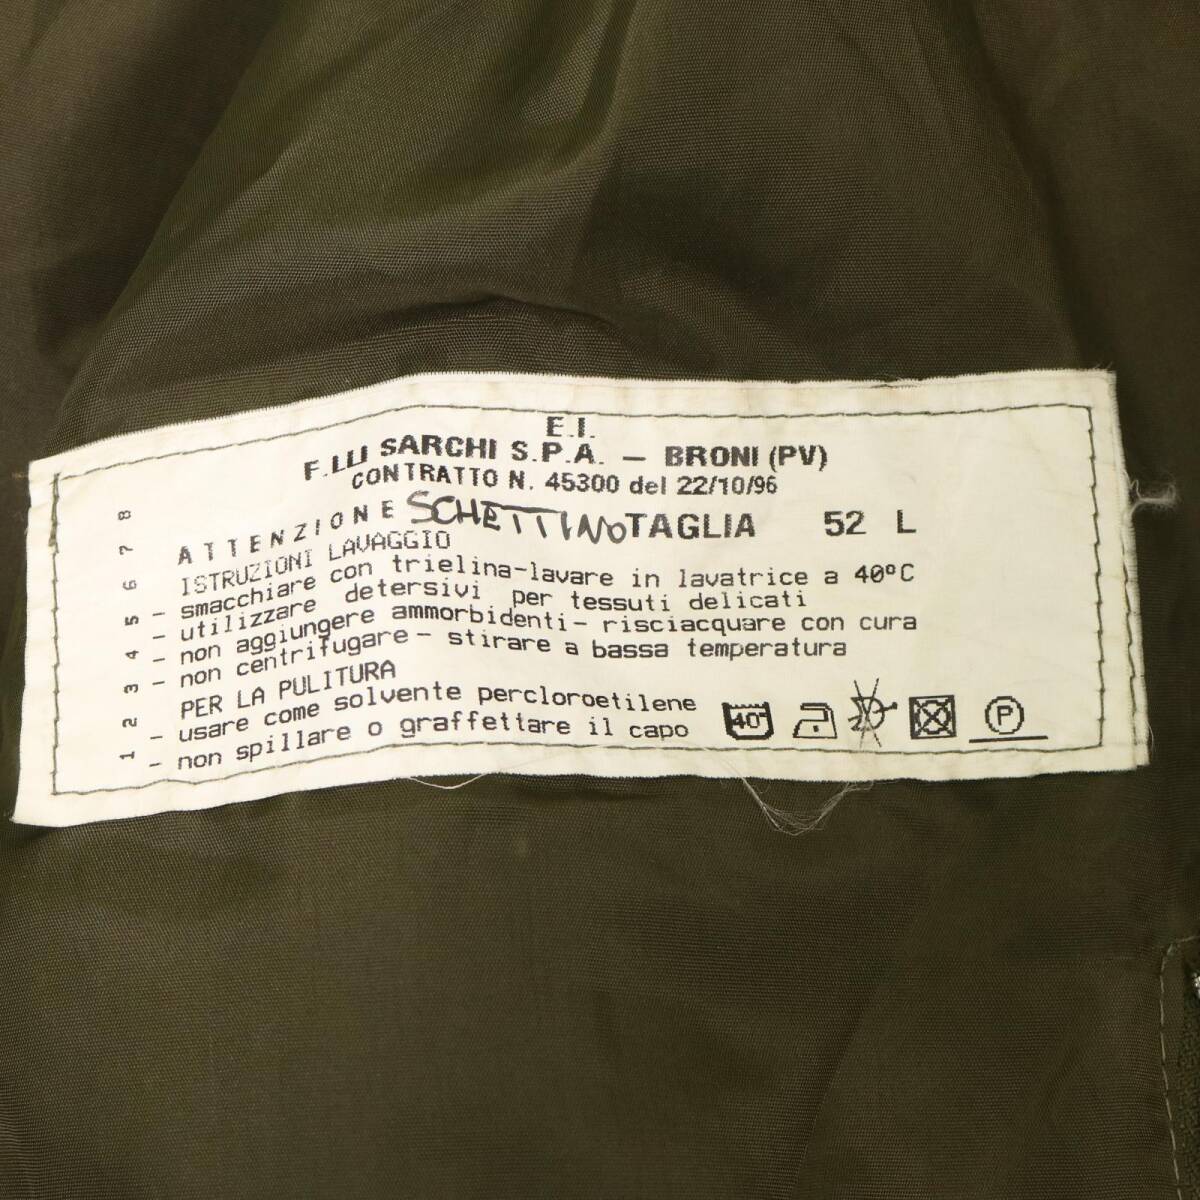 E.I.
F.LLI SARCHI S.P.A. - BRONI (PV)
CONTRATTO N. 45300 del 22/10/96
ATTENZIONE SCHETTINO TAGLIA 52 L
ISTRUZIONI LAVAGGIO
- smacchiare con trielina-lavare in lavatrice a 40ºC
- utilizzare detersivi per tessuti delicati
- non aggiungere ammorbidenti- risciacquare con cura
- non centrifugare- stirare a bassa temperatura
PER LA PULITURA
- usare come solvente percloroetilene
- non spillare o graffettare il capo
40° P
1 2 3 4 5 6 7 8